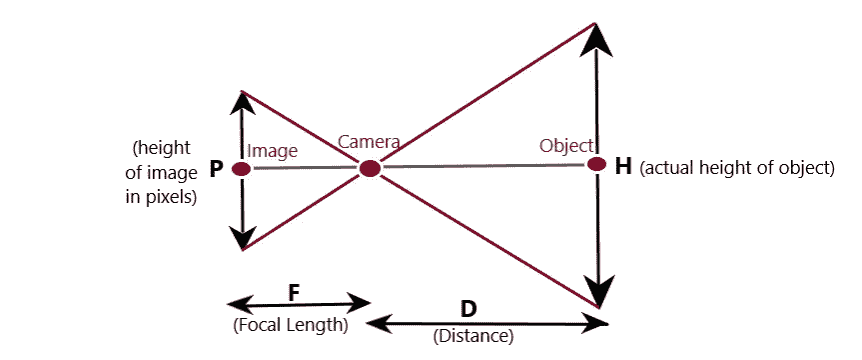 Camera
Object
(height
of image
in pixels)
P
Image
H (actual height of object)
F
(Focal Length)
D
(Distance)